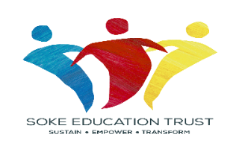 SOKE EDUCATION TRUST
SUSTAIN • EMPOWER • TRANSFORM